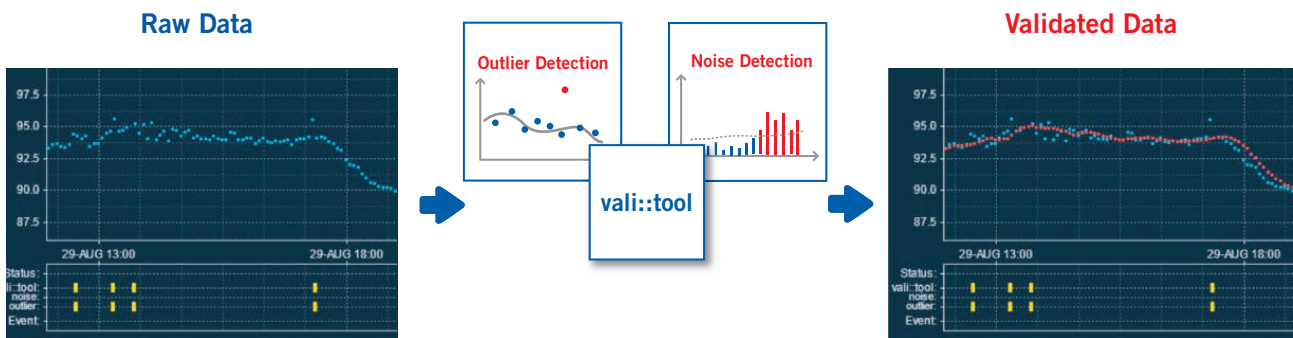 Raw Data
97.5
95.0
92.5
90.0
87.5
29-AUG 13:00
29-AUG 18:00
Status:
li::tool:
noise:
outlier:
Event:
Outlier Detection
Noise Detection
vali::tool
Validated Data
97.5
95.0
92.5
90.0
87.5
29-AUG 13:00
29-AUG 18:00
Status:
vali::tool:
noise:
outlier:
Event: